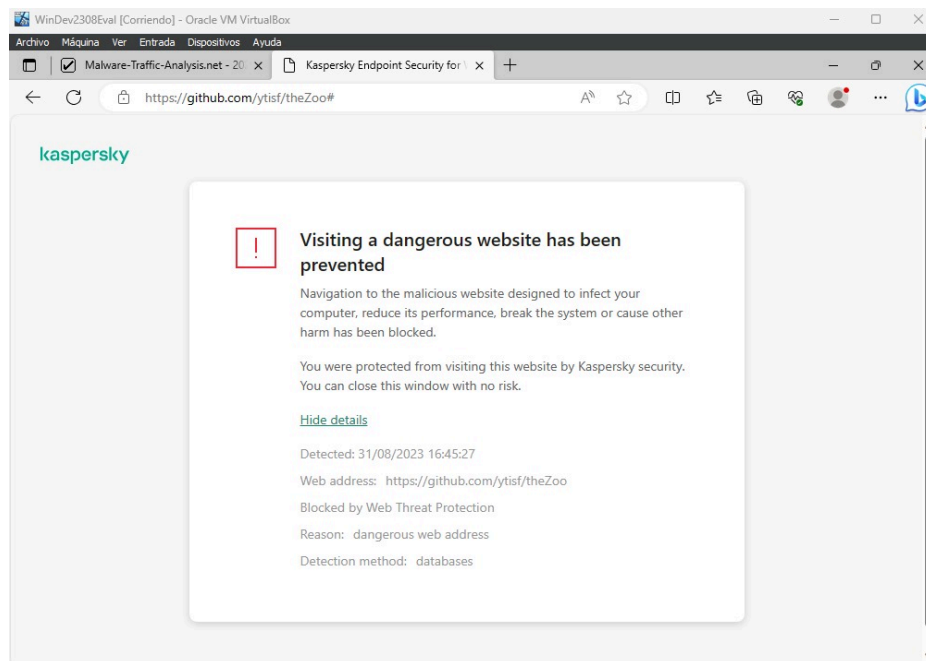 WinDev2308Eval [Corriendo] - Oracle VM VirtualBox
Archivo Máquina Ver Entrada Dispositivos Ayuda
Malware-Traffic-Analysis.net - 20
Kaspersky Endpoint Security for
https://github.com/ytisf/theZoo#
kaspersky
Visiting a dangerous website has been
prevented
Navigation to the malicious website designed to infect your
computer, reduce its performance, break the system or cause other
harm has been blocked.
You were protected from visiting this website by Kaspersky security.
You can close this window with no risk.
Hide details
Detected: 31/08/2023 16:45:27
Web address: https://github.com/ytisf/theZoo
Blocked by Web Threat Protection
Reason: dangerous web address
Detection method: databases